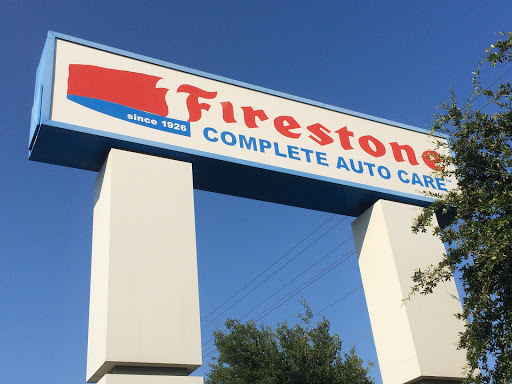 Firestone
since 1926
COMPLETE AUTO CARE